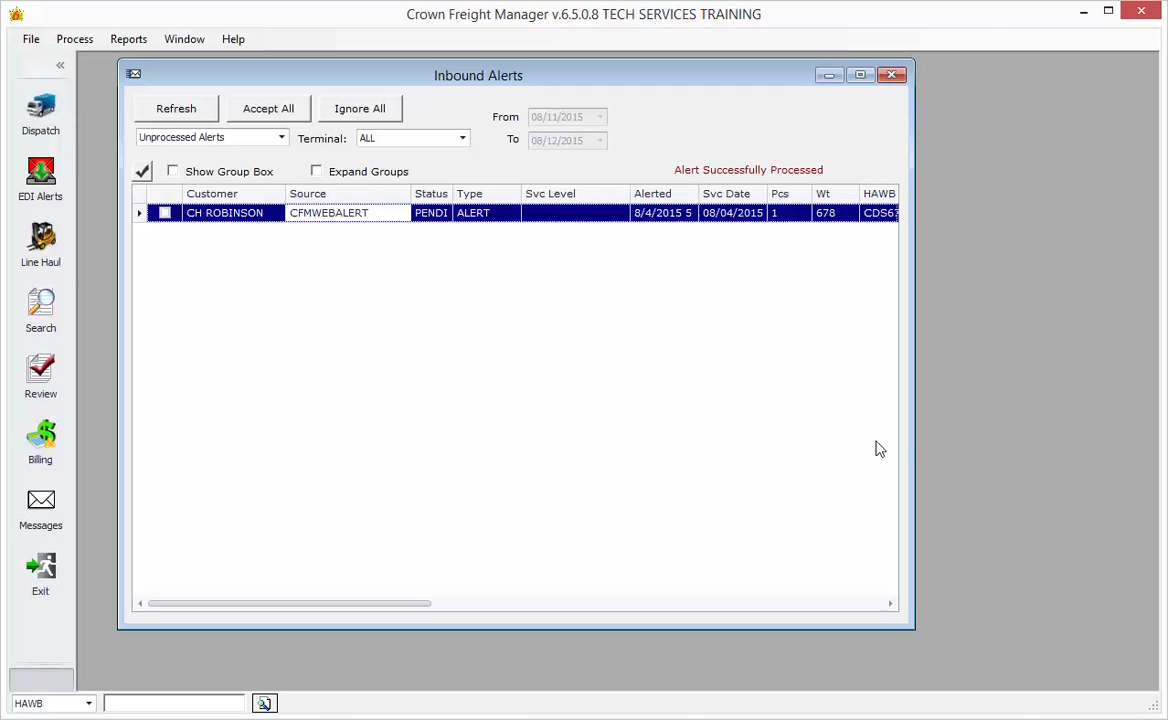 Crown Freight Manager v.6.5.0.8 TECH SERVICES TRAINING
File Process Reports Window Help
«
Inbound Alerts
Refresh Accept All Ignore All
From 08/11/2015
Unprocessed Alerts Terminal: ALL To 08/12/2015
Show Group Box Expand Groups Alert Successfully Processed
Customer Source Status Type Svc Level Alerted Svc Date Pcs Wt HAWB
CH ROBINSON CFMWEBALERT PENDI ALERT 8/4/2015 5 08/04/2015 1 678 CDS67
Dispatch
EDI Alerts
Line Haul
Search
Review
Billing
Messages
Exit
HAWB